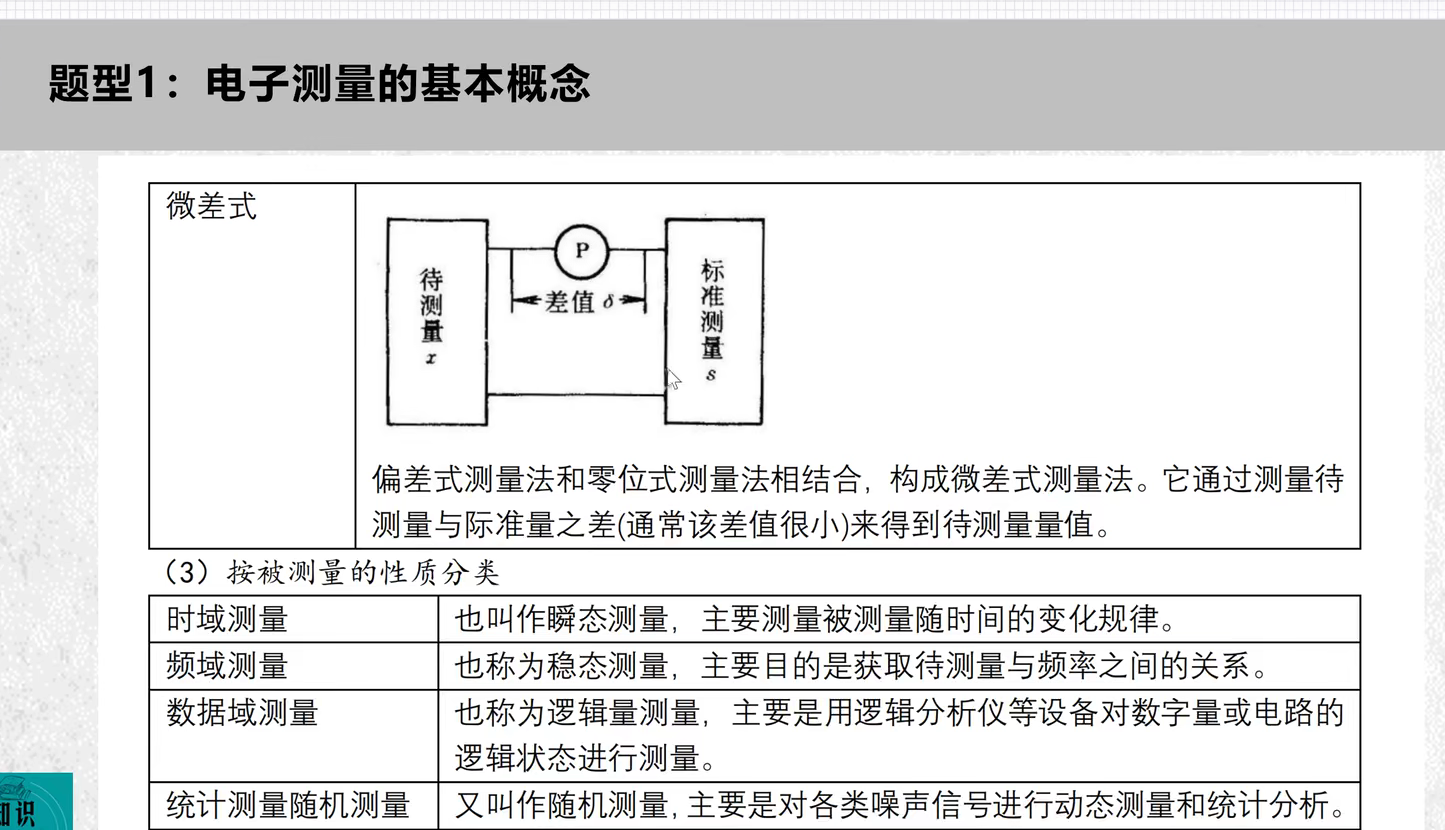 题型1：电子测量的基本概念
微差式
待测量x
P
差值 δ
标准测量s
偏差式测量法和零位式测量法相结合，构成微差式测量法。它通过测量待
测量与际准量之差(通常该差值很小)来得到待测量量值。
（3）按被测量的性质分类
时域测量
也叫作瞬态测量，主要测量被测量随时间的变化规律。
频域测量
也称为稳态测量，主要目的是获取待测量与频率之间的关系。
数据域测量
也称为逻辑量测量，主要是用逻辑分析仪等设备对数字量或电路的
逻辑状态进行测量。
统计测量随机测量
又叫作随机测量,主要是对各类噪声信号进行动态测量和统计分析。
知识